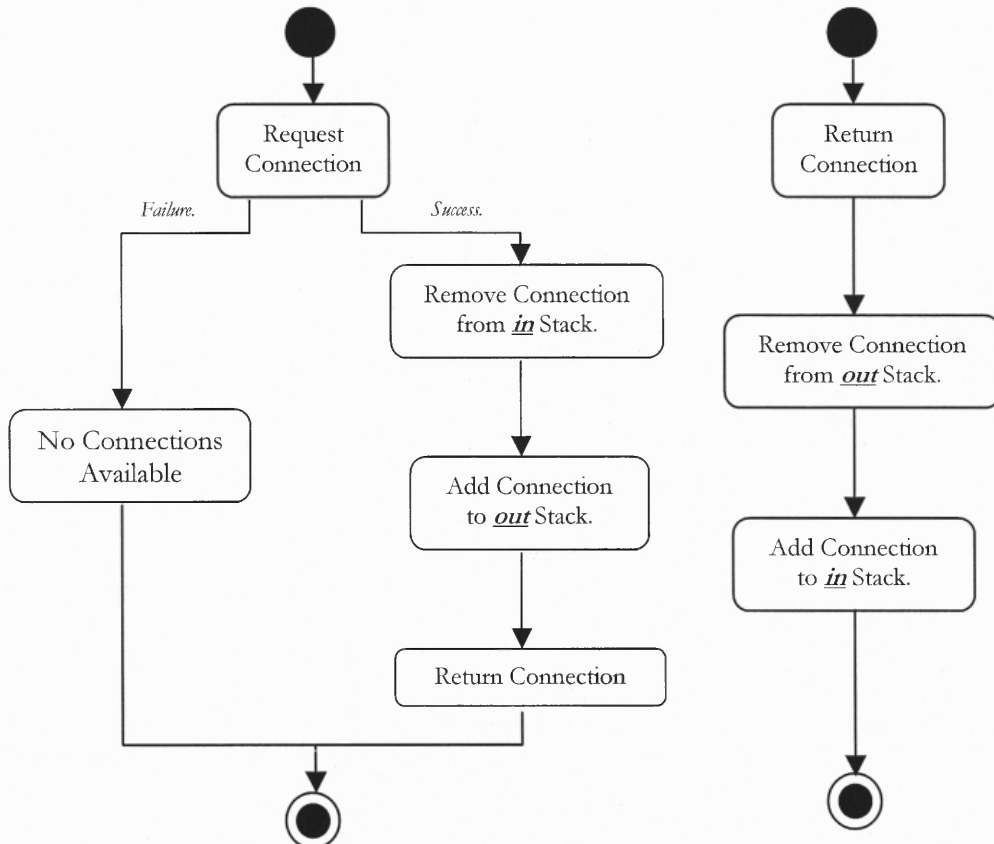 Request
Connection
Failure.
Success.
Remove Connection
from in Stack.
No Connections
Available
Add Connection
to out Stack.
Return Connection
Return
Connection
Remove Connection
from out Stack.
Add Connection
to in Stack.